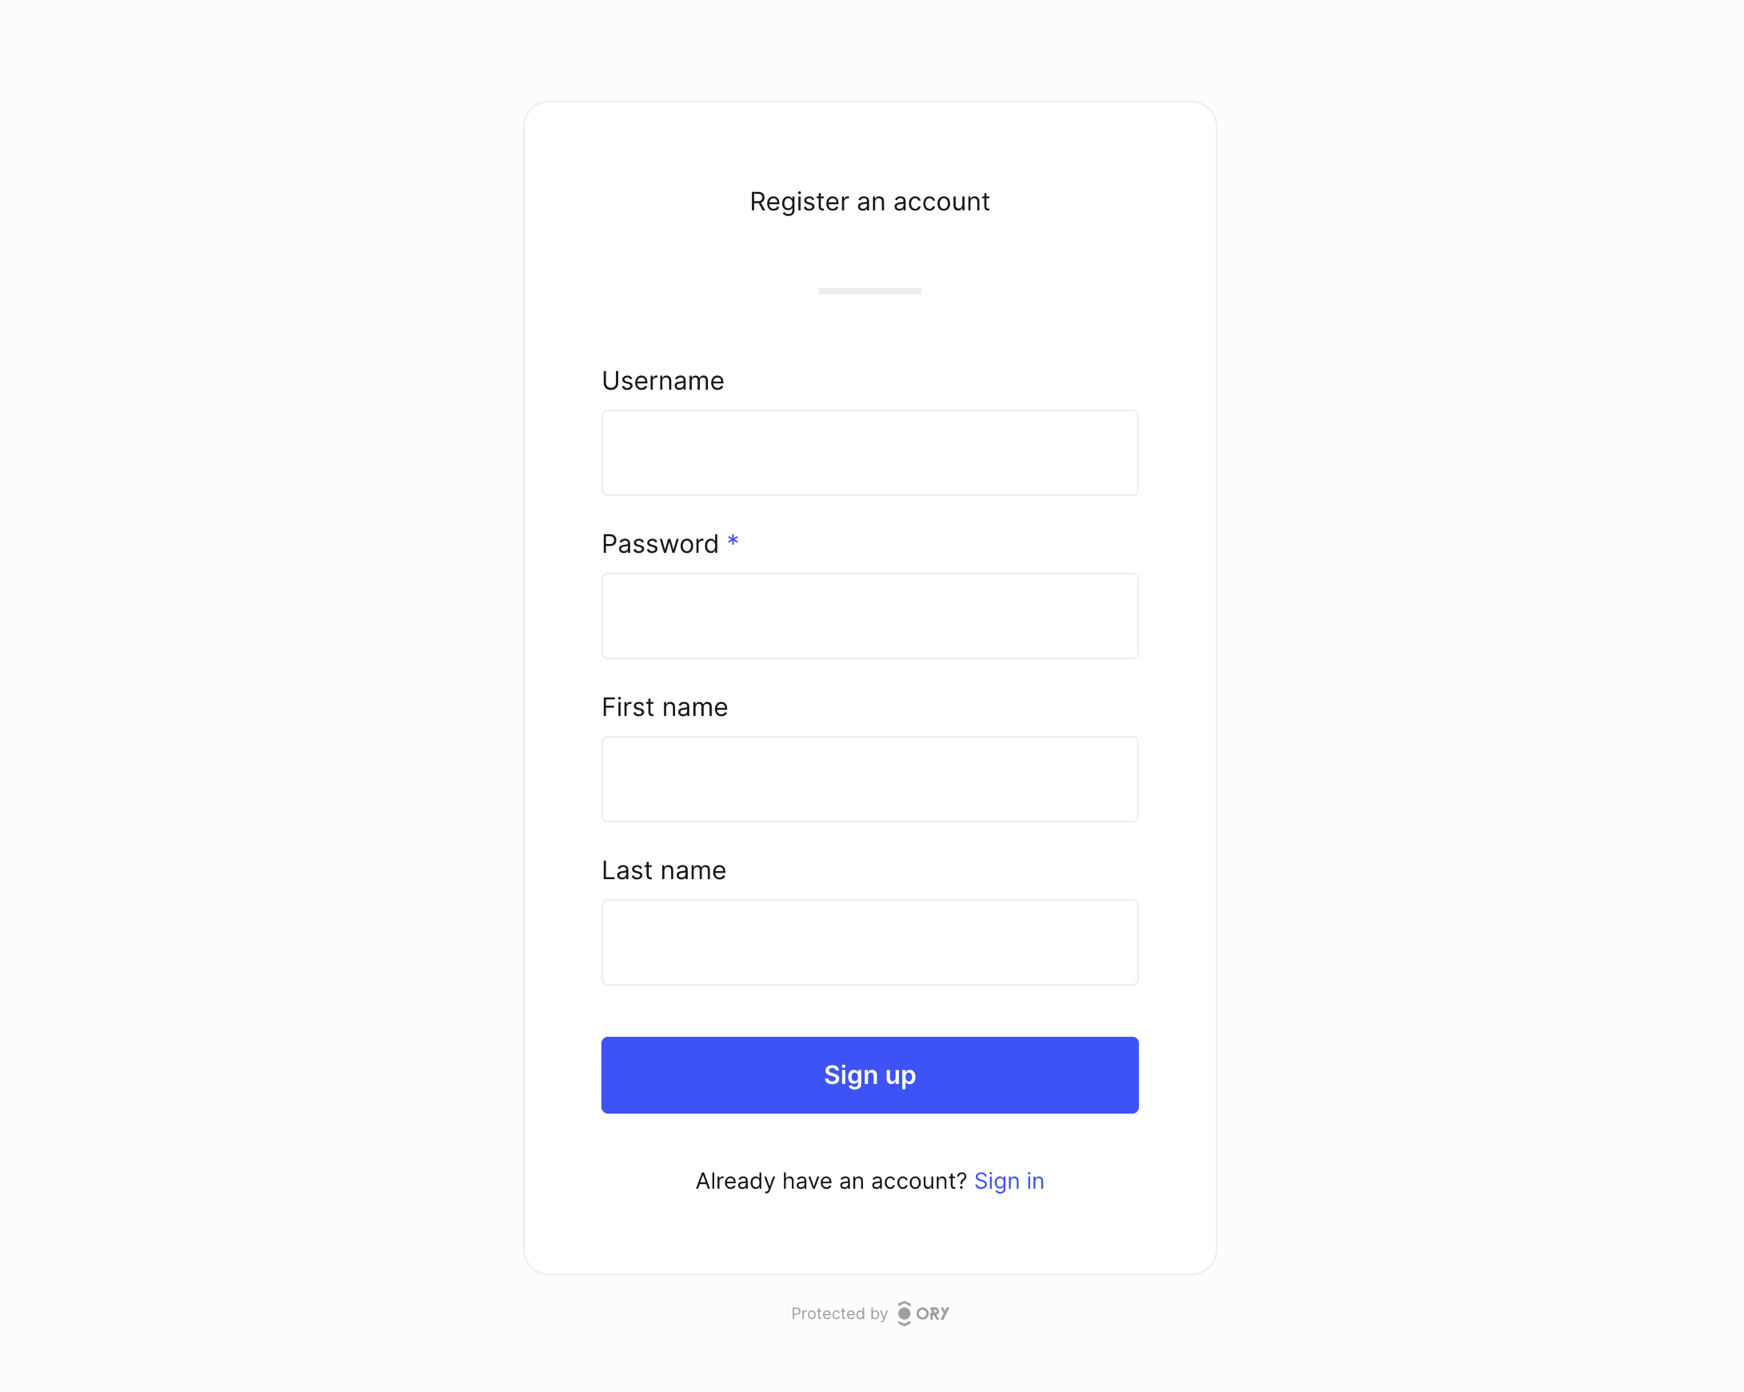 Register an account
Username
Password *
First name
Last name
Sign up
Already have an account? Sign in
Protected by ORY